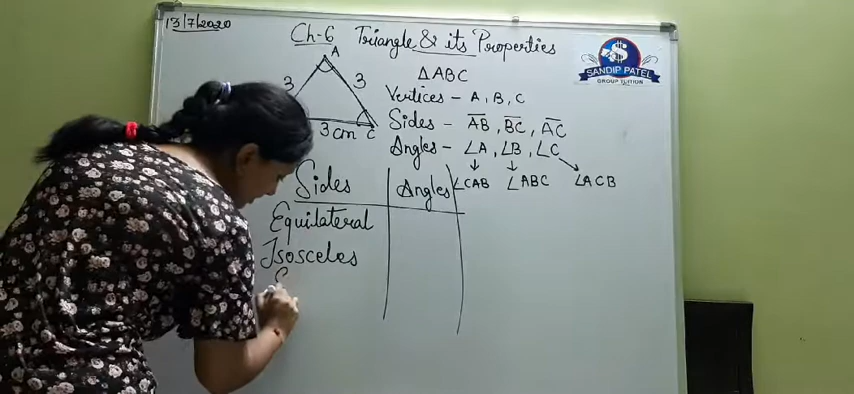 13/7/2020
Ch-6 Triangle & its Properties
A
3
3
3 cm C
△ABC
Vertices - A, B, C
Sides - AB, BC, AC
Angles - ∠A, ∠B, ∠C
∠CAB ∠ABC ∠ACB
Sides Angles
Equilateral
Isosceles
S
SANDIP PATEL
GROUP TUITION